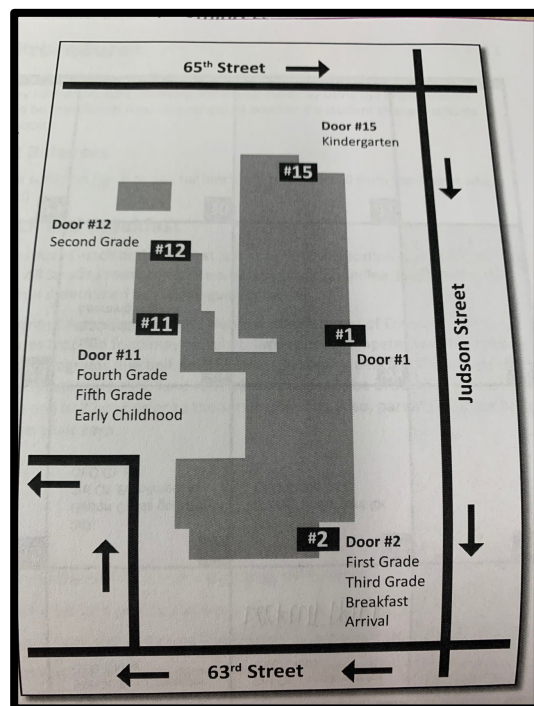 65th Street
Door #15
Kindergarten
#15
Door #12
Second Grade
#12
#11
Door #11
Fourth Grade
Fifth Grade
Early Childhood
#1
Door #1
Judson Street
#2
Door #2
First Grade
Third Grade
Breakfast
Arrival
63rd Street